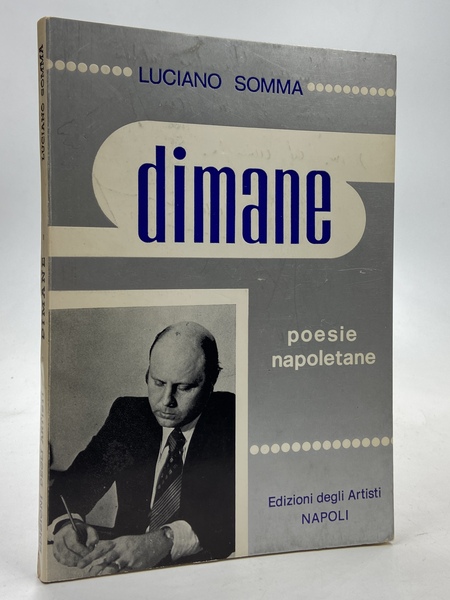 LUCIANO SOMMA
dimane
poesie
napoletane
Edizioni degli Artisti
NAPOLI
LUCIANO SOMMA - DIMANE